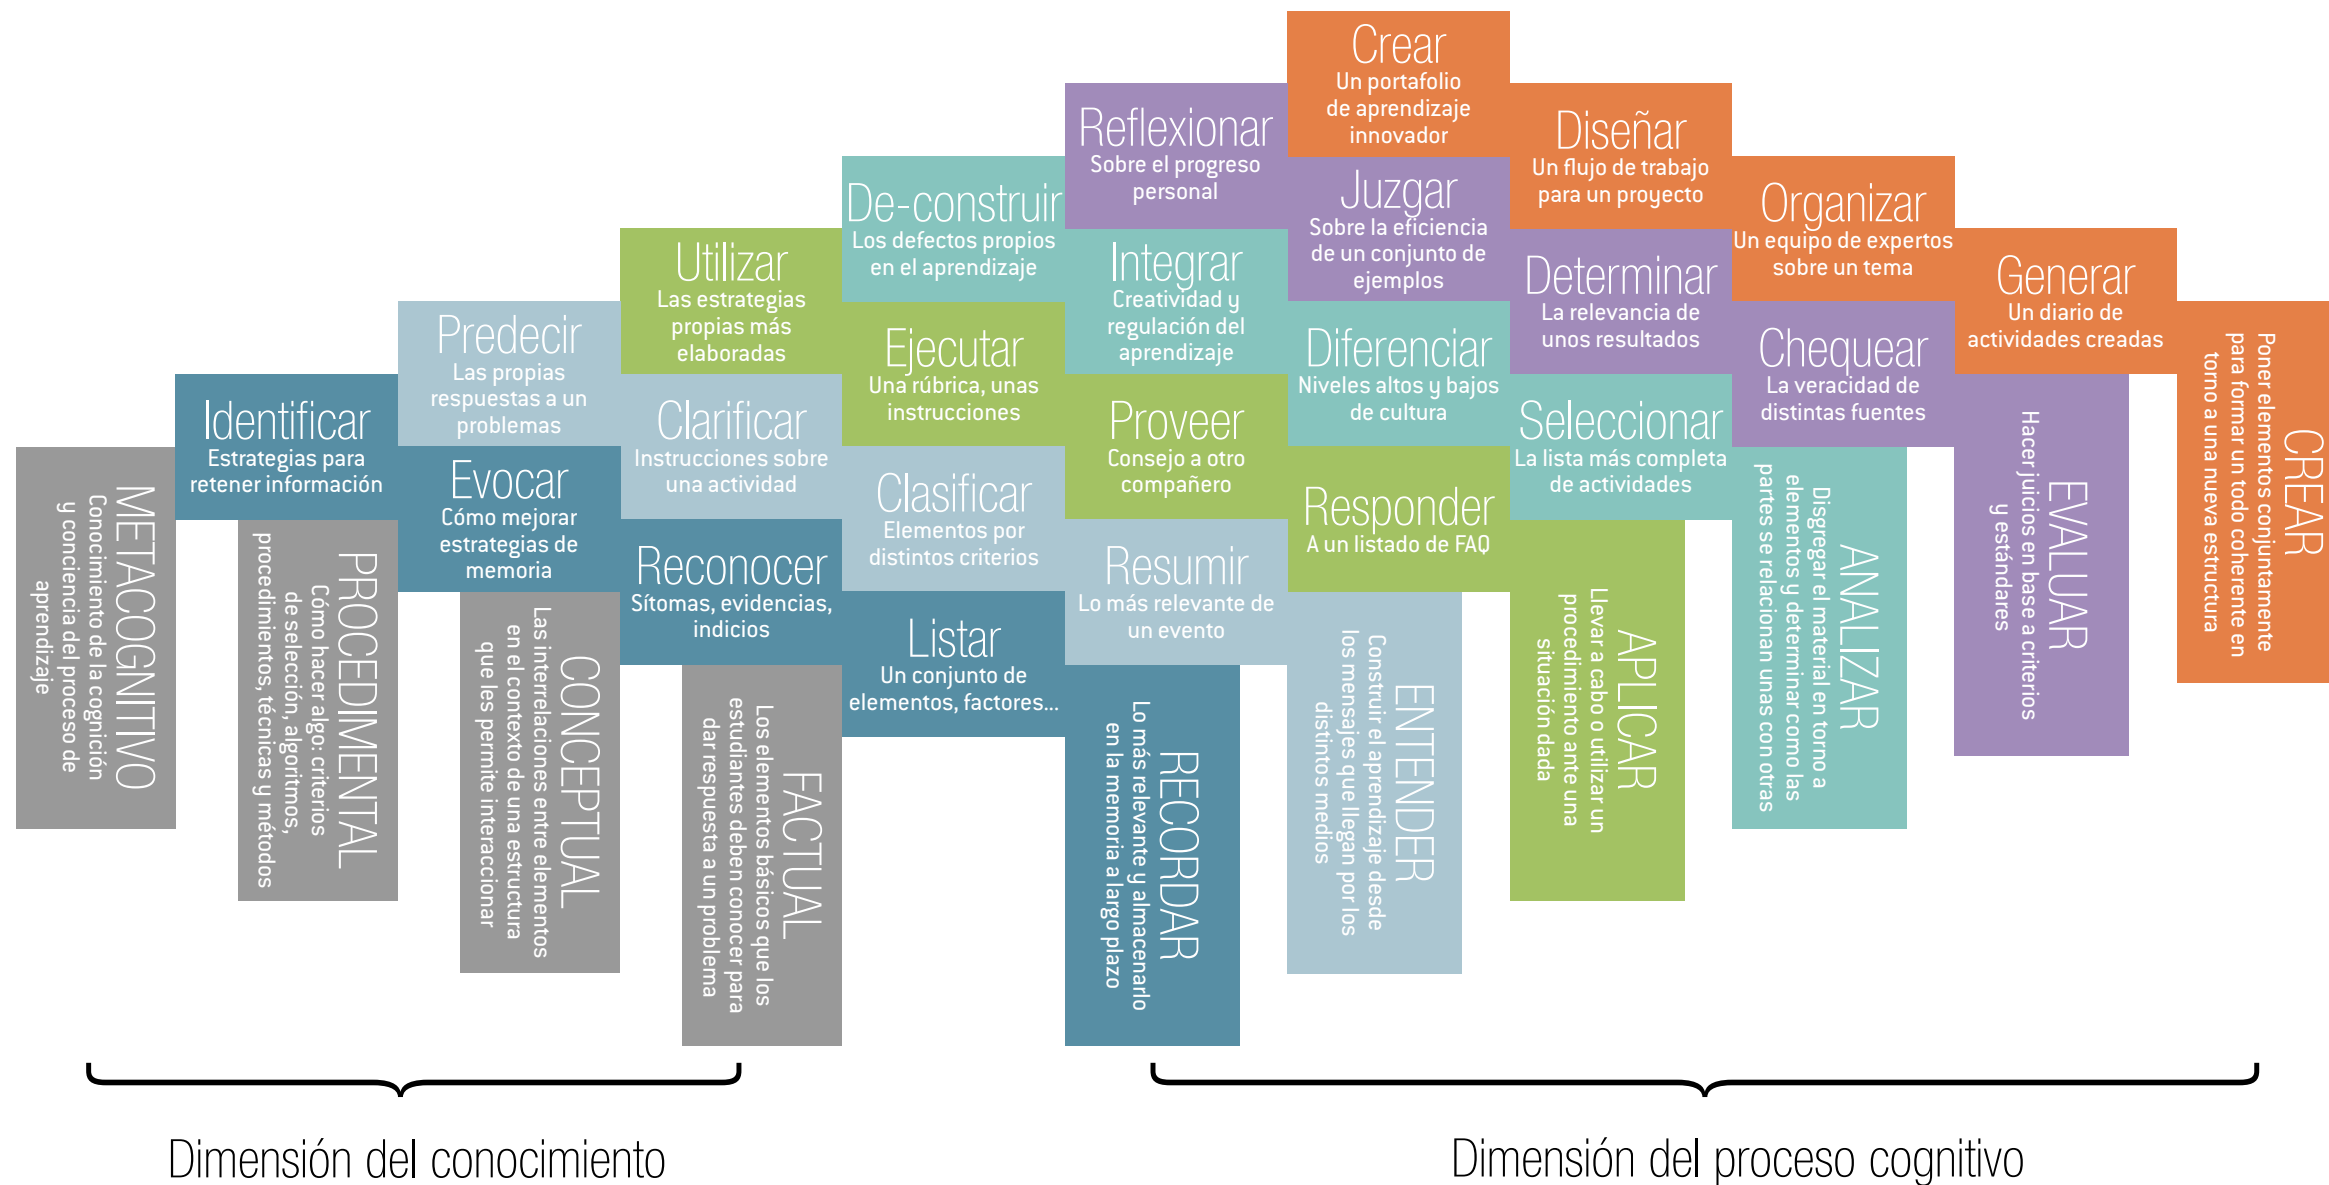 Crear
Un portafolio
de aprendizaje
innovador
Reflexionar
Sobre el progreso
personal
Diseñar
Un flujo de trabajo
para un proyecto
De-construir
Los defectos propios
en el aprendizaje
Juzgar
Sobre la eficiencia
de un conjunto de
ejemplos
Organizar
Un equipo de expertos
sobre un tema
Utilizar
Las estrategias
propias más
elaboradas
Integrar
Creatividad y
regulación del
aprendizaje
Determinar
La relevancia de
unos resultados
Generar
Un diario de
actividades creadas
Predecir
Las propias
respuestas a un
problemas
Ejecutar
Una rúbrica, unas
instrucciones
Diferenciar
Niveles altos y bajos
de cultura
Chequear
La veracidad de
distintas fuentes
Identificar
Estrategias para
retener información
Clarificar
Instrucciones sobre
una actividad
Proveer
Consejo a otro
compañero
Seleccionar
La lista más completa
de actividades
Evocar
Cómo mejorar
estrategias de
memoria
Clasificar
Elementos por
distintos criterios
Responder
A un listado de FAQ
Reconocer
Sítomas, evidencias,
indicios
Resumir
Lo más relevante de
un evento
Listar
Un conjunto de
elementos, factores...
METACOGNITIVO
Conocimiento de la cognición
y conciencia del proceso de
aprendizaje
PROCEDIMENTAL
Cómo hacer algo: criterios
de selección, algoritmos,
procedimientos, técnicas y métodos
CONCEPTUAL
Las interrelaciones entre elementos
en el contexto de una estructura
que les permite interaccionar
FACTUAL
Los elementos básicos que los
estudiantes deben conocer para
dar respuesta a un problema
RECORDAR
Lo más relevante y almacenarlo
en la memoria a largo plazo
ENTENDER
Construir el aprendizaje desde
los mensajes que llegan por los
distintos medios
APLICAR
Llevar a cabo o utilizar un
procedimiento ante una
situación dada
ANALIZAR
Disgregar el material en torno a
elementos y determinar como las
partes se relacionan unas con otras
EVALUAR
Hacer juicios en base a criterios
y estándares
CREAR
Poner elementos conjuntamente
para formar un todo coherente en
torno a una nueva estructura
Dimensión del conocimiento
Dimensión del proceso cognitivo